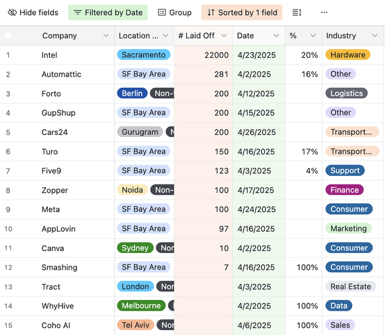 Hide fields Filtered by Date Group Sorted by 1 field ...
Company Location ... # Laid Off Date % Industry
1 Intel Sacramento 22000 4/23/2025 20% Hardware
2 Automattic SF Bay Area 281 4/2/2025 16% Other
3 Forto Berlin Non- 200 4/12/2025 Logistics
4 GupShup SF Bay Area 200 4/15/2025 Other
5 Cars24 Gurugram N 200 4/26/2025 Transport...
6 Turo SF Bay Area 150 4/16/2025 17% Transport...
7 Five9 SF Bay Area 123 4/3/2025 4% Support
8 Zopper Noida Non- 100 4/17/2025 Finance
9 Meta SF Bay Area 100 4/24/2025 Consumer
10 AppLovin SF Bay Area 97 4/16/2025 Marketing
11 Canva Sydney Non 10 4/2/2025 Consumer
12 Smashing SF Bay Area 7 4/16/2025 100% Consumer
13 Tract London Non 4/3/2025 Real Estate
14 WhyHive Melbourne 4/2/2025 100% Data
15 Coho AI Tel Aviv Non 4/6/2025 100% Sales